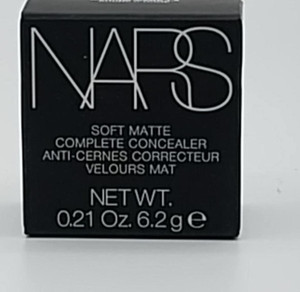 NARS
SOFT MATTE
COMPLETE CONCEALER
ANTI-CERNES CORRECTEUR
VELOURS MAT
NET WT.
0.21 Oz. 6.2 g ℮